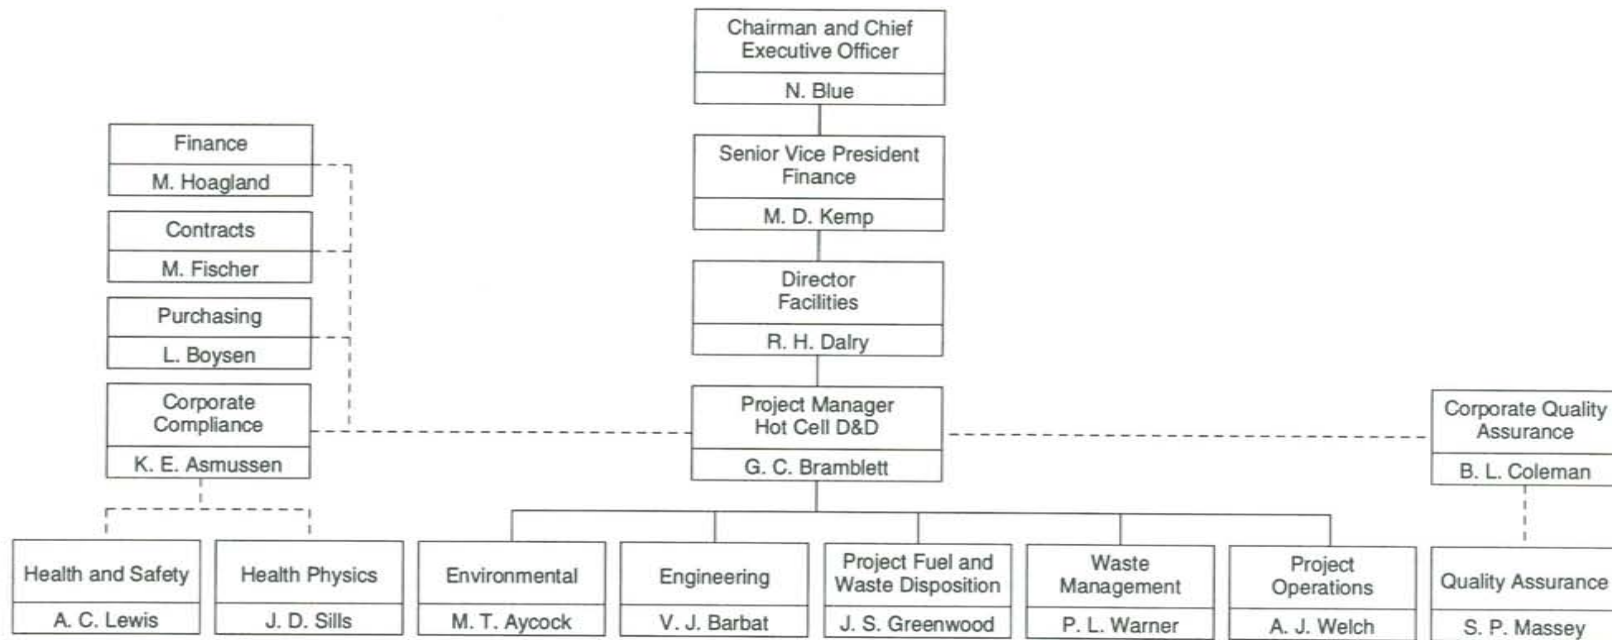 Chairman and Chief
Executive Officer
N. Blue
Senior Vice President
Finance
M. D. Kemp
Director
Facilities
R. H. Dalry
Project Manager
Hot Cell D&D
G. C. Bramblett
Finance
M. Hoagland
Contracts
M. Fischer
Purchasing
L. Boysen
Corporate
Compliance
K. E. Asmussen
Corporate Quality
Assurance
B. L. Coleman
Health and Safety
A. C. Lewis
Health Physics
J. D. Sills
Environmental
M. T. Aycock
Engineering
V. J. Barbat
Project Fuel and
Waste Disposition
J. S. Greenwood
Waste
Management
P. L. Warner
Project
Operations
A. J. Welch
Quality Assurance
S. P. Massey